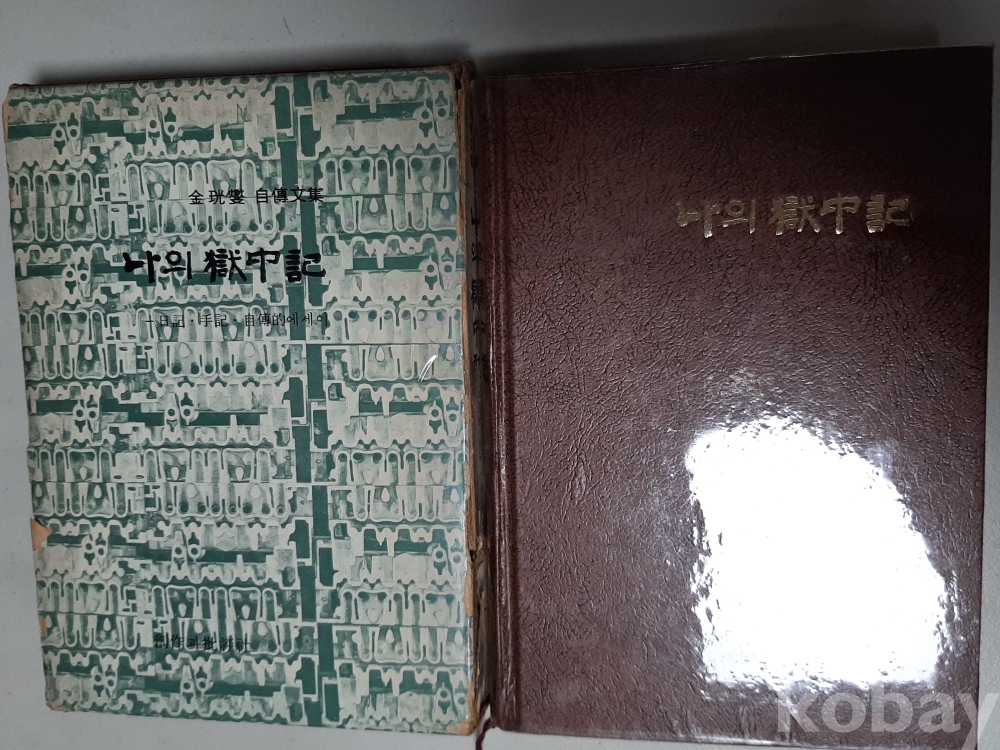 金珖燮 自傳文集
나의 獄中記
－日記·手記·自傳的에세이
創作과批評社
나의 獄中記
kobay